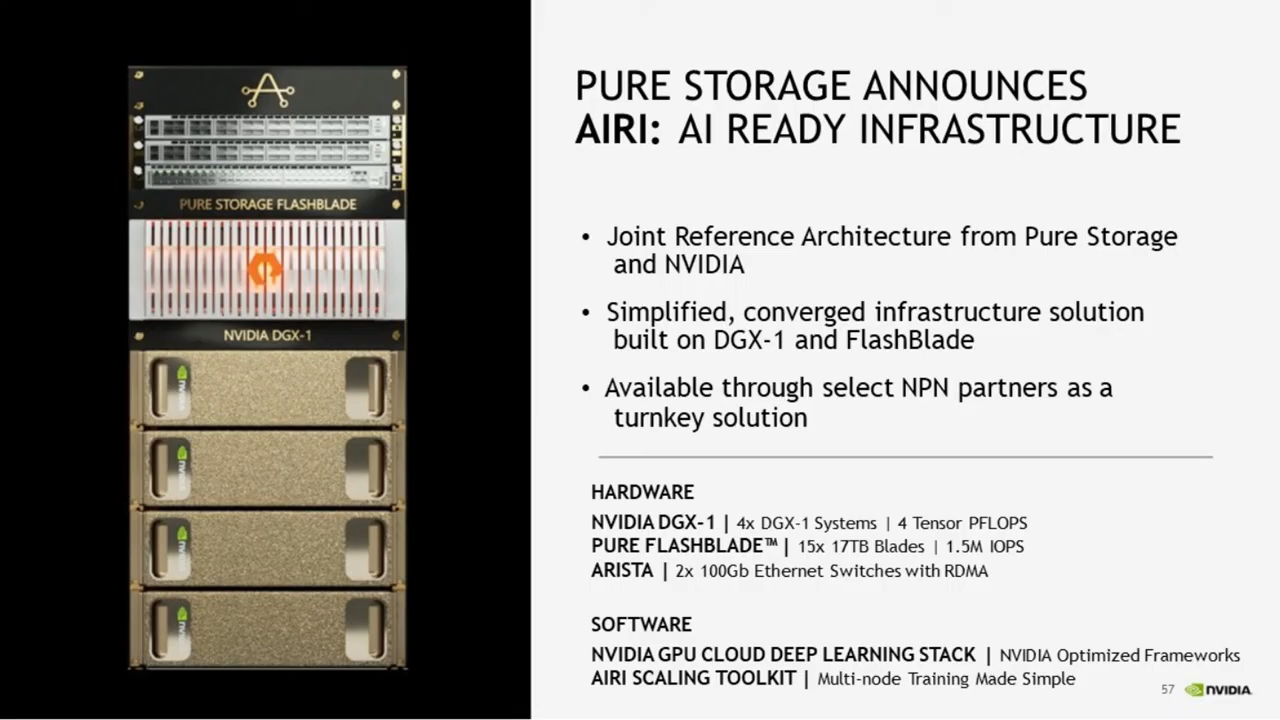 PURE STORAGE ANNOUNCES
AIRI: AI READY INFRASTRUCTURE
• Joint Reference Architecture from Pure Storage
and NVIDIA
• Simplified, converged infrastructure solution
built on DGX-1 and FlashBlade
• Available through select NPN partners as a
turnkey solution
HARDWARE
NVIDIA DGX-1 | 4x DGX-1 Systems | 4 Tensor PFLOPS
PURE FLASHBLADE™ | 15x 17TB Blades | 1.5M IOPS
ARISTA | 2x 100Gb Ethernet Switches with RDMA
SOFTWARE
NVIDIA GPU CLOUD DEEP LEARNING STACK | NVIDIA Optimized Frameworks
AIRI SCALING TOOLKIT | Multi-node Training Made Simple
57 NVIDIA.
PURE STORAGE FLASHBLADE
NVIDIA DGX-1
NVIDIA
NVIDIA
NVIDIA
NVIDIA